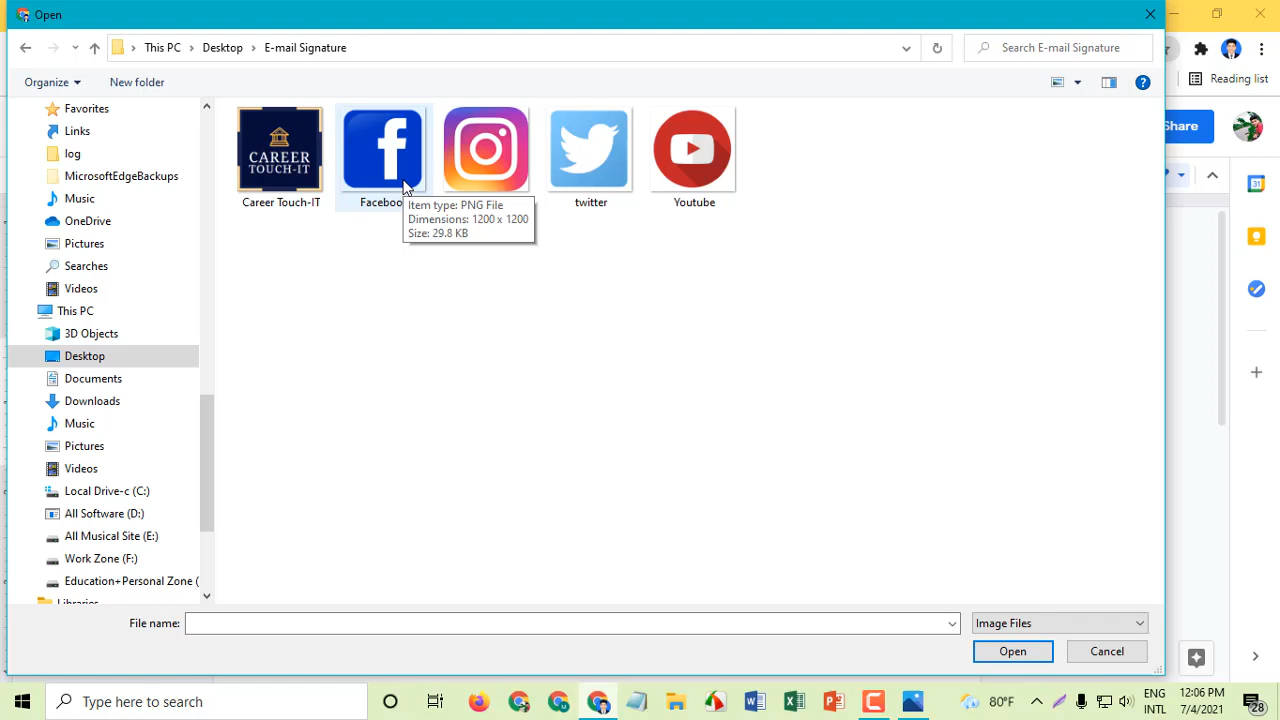 Open
This PC
Desktop
E-mail Signature
Search E-mail Signature
Organize
New folder
Reading list
Share
Favorites
Links
log
MicrosoftEdgeBackups
Music
OneDrive
Pictures
Searches
Videos
This PC
3D Objects
Desktop
Documents
Downloads
Music
Pictures
Videos
Local Drive-c (C:)
All Software (D:)
All Musical Site (E:)
Work Zone (F:)
Education+Personal Zone (
Libraries
CAREER
TOUCH-IT
Career Touch-IT
Facebo
twitter
Youtube
Item type: PNG File
Dimensions: 1200 x 1200
Size: 29.8 KB
File name:
Image Files
Open
Cancel
Type here to search
80°F
ENG
INTL
12:06 PM
7/4/2021
28